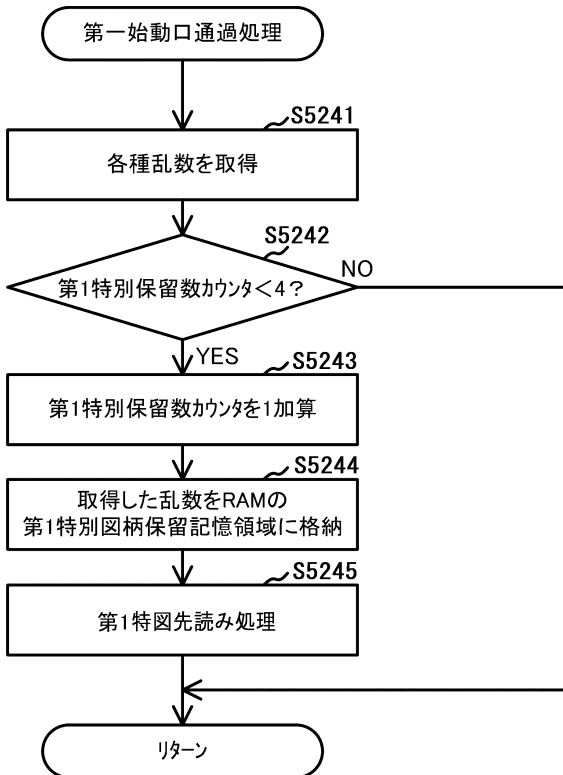 第一始動口通過処理
S5241
各種乱数を取得
S5242
第1特別保留数カウンタ<4?
NO
YES
S5243
第1特別保留数カウンタを1加算
S5244
取得した乱数をRAMの
第1特別図柄保留記憶領域に格納
S5245
第1特図先読み処理
リターン